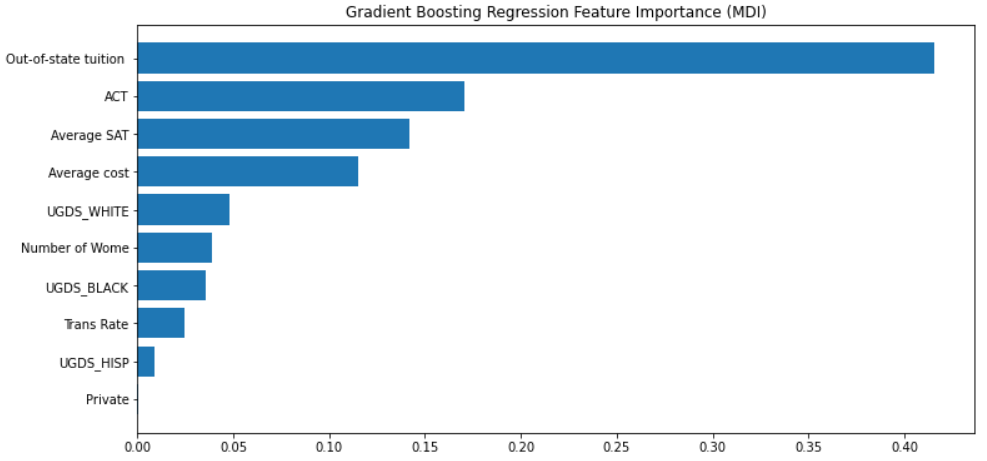 Gradient Boosting Regression Feature Importance (MDI)
Out-of-state tuition
ACT
Average SAT
Average cost
UGDS_WHITE
Number of Wome
UGDS_BLACK
Trans Rate
UGDS_HISP
Private
0.00 0.05 0.10 0.15 0.20 0.25 0.30 0.35 0.40